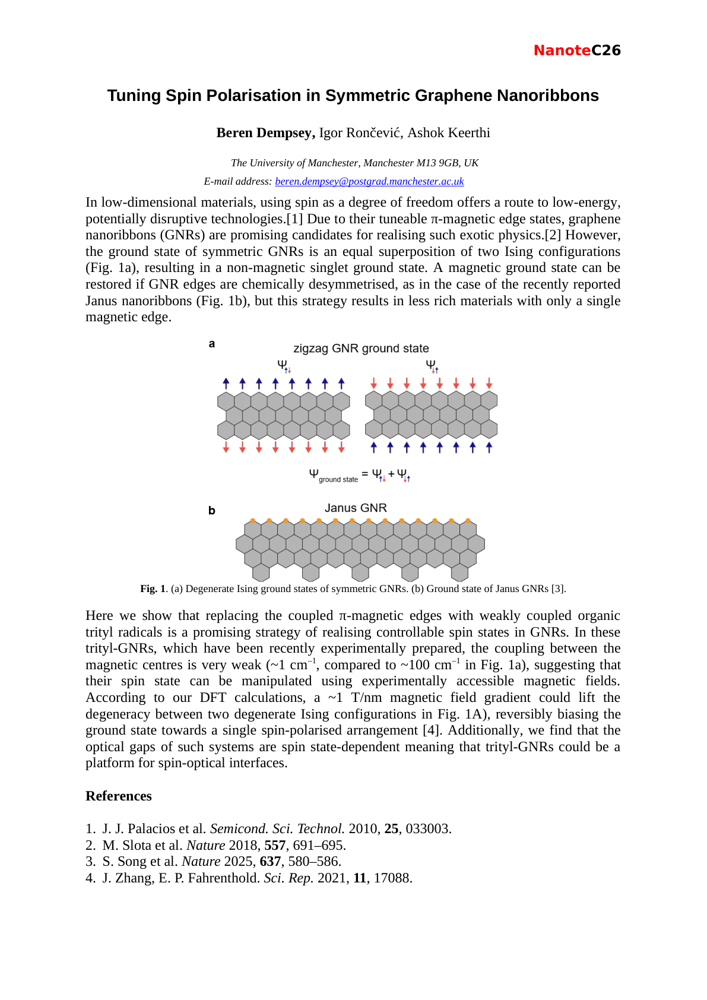 NanoteC26
Tuning Spin Polarisation in Symmetric Graphene Nanoribbons
Beren Dempsey, Igor Rončević, Ashok Keerthi
The University of Manchester, Manchester M13 9GB, UK
E-mail address: beren.dempsey@postgrad.manchester.ac.uk
In low-dimensional materials, using spin as a degree of freedom offers a route to low-energy,
potentially disruptive technologies.[1] Due to their tuneable π-magnetic edge states, graphene
nanoribbons (GNRs) are promising candidates for realising such exotic physics.[2] However,
the ground state of symmetric GNRs is an equal superposition of two Ising configurations
(Fig. 1a), resulting in a non-magnetic singlet ground state. A magnetic ground state can be
restored if GNR edges are chemically desymmetrised, as in the case of the recently reported
Janus nanoribbons (Fig. 1b), but this strategy results in less rich materials with only a single
magnetic edge.
a
zigzag GNR ground state
Ψ↑↓ Ψ↓↑
Ψground state = Ψ↑↓ + Ψ↓↑
b
Janus GNR
Fig. 1. (a) Degenerate Ising ground states of symmetric GNRs. (b) Ground state of Janus GNRs [3].
Here we show that replacing the coupled π-magnetic edges with weakly coupled organic
trityl radicals is a promising strategy of realising controllable spin states in GNRs. In these
trityl-GNRs, which have been recently experimentally prepared, the coupling between the
magnetic centres is very weak (~1 cm⁻¹, compared to ~100 cm⁻¹ in Fig. 1a), suggesting that
their spin state can be manipulated using experimentally accessible magnetic fields.
According to our DFT calculations, a ~1 T/nm magnetic field gradient could lift the
degeneracy between two degenerate Ising configurations in Fig. 1A), reversibly biasing the
ground state towards a single spin-polarised arrangement [4]. Additionally, we find that the
optical gaps of such systems are spin state-dependent meaning that trityl-GNRs could be a
platform for spin-optical interfaces.
References
1. J. J. Palacios et al. Semicond. Sci. Technol. 2010, 25, 033003.
2. M. Slota et al. Nature 2018, 557, 691–695.
3. S. Song et al. Nature 2025, 637, 580–586.
4. J. Zhang, E. P. Fahrenthold. Sci. Rep. 2021, 11, 17088.